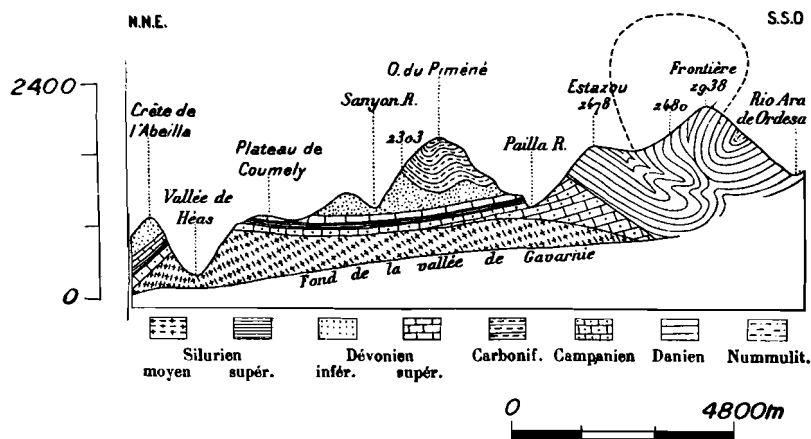 N.N.E.
S.S.O
2400
0
Crête de
l'Abeilla
Vallée de
Héas
Plateau de
Coumely
Sanyon R.
2303
O. du Piméné
Pailla R.
Estazou
2478
2480
Frontière
2938
Rio Ara
de Ordesa
Fond de la vallée de Gavarnie
Silurien
moyen supér.
Dévonien
infér. supér.
Carbonif.
Campanien
Danien
Nummulit.
0 4800m